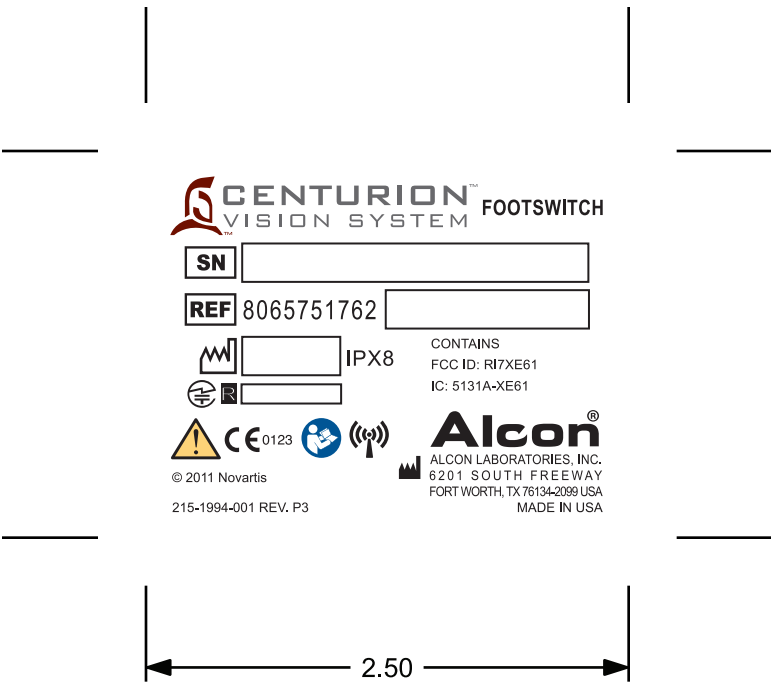 CENTURION™ FOOTSWITCH
VISION SYSTEM
™
SN
REF 8065751762
IPX8
CONTAINS
FCC ID: RI7XE61
IC: 5131A-XE61
R
CE 0123
Alcon®
ALCON LABORATORIES, INC.
6201 SOUTH FREEWAY
FORT WORTH, TX 76134-2099 USA
MADE IN USA
© 2011 Novartis
215-1994-001 REV. P3
2.50